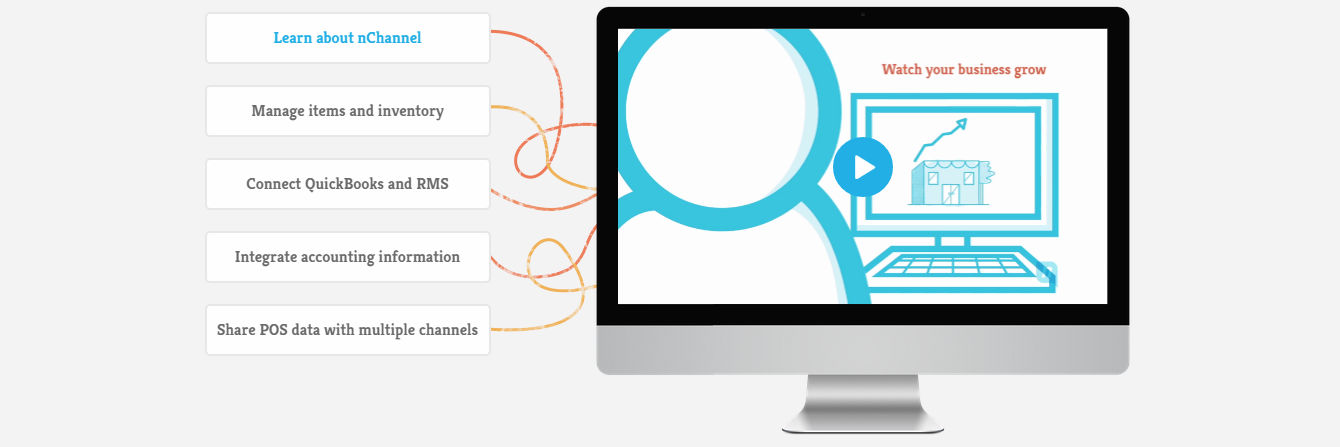 Learn about nChannel
Manage items and inventory
Connect QuickBooks and RMS
Integrate accounting information
Share POS data with multiple channels
Watch your business grow